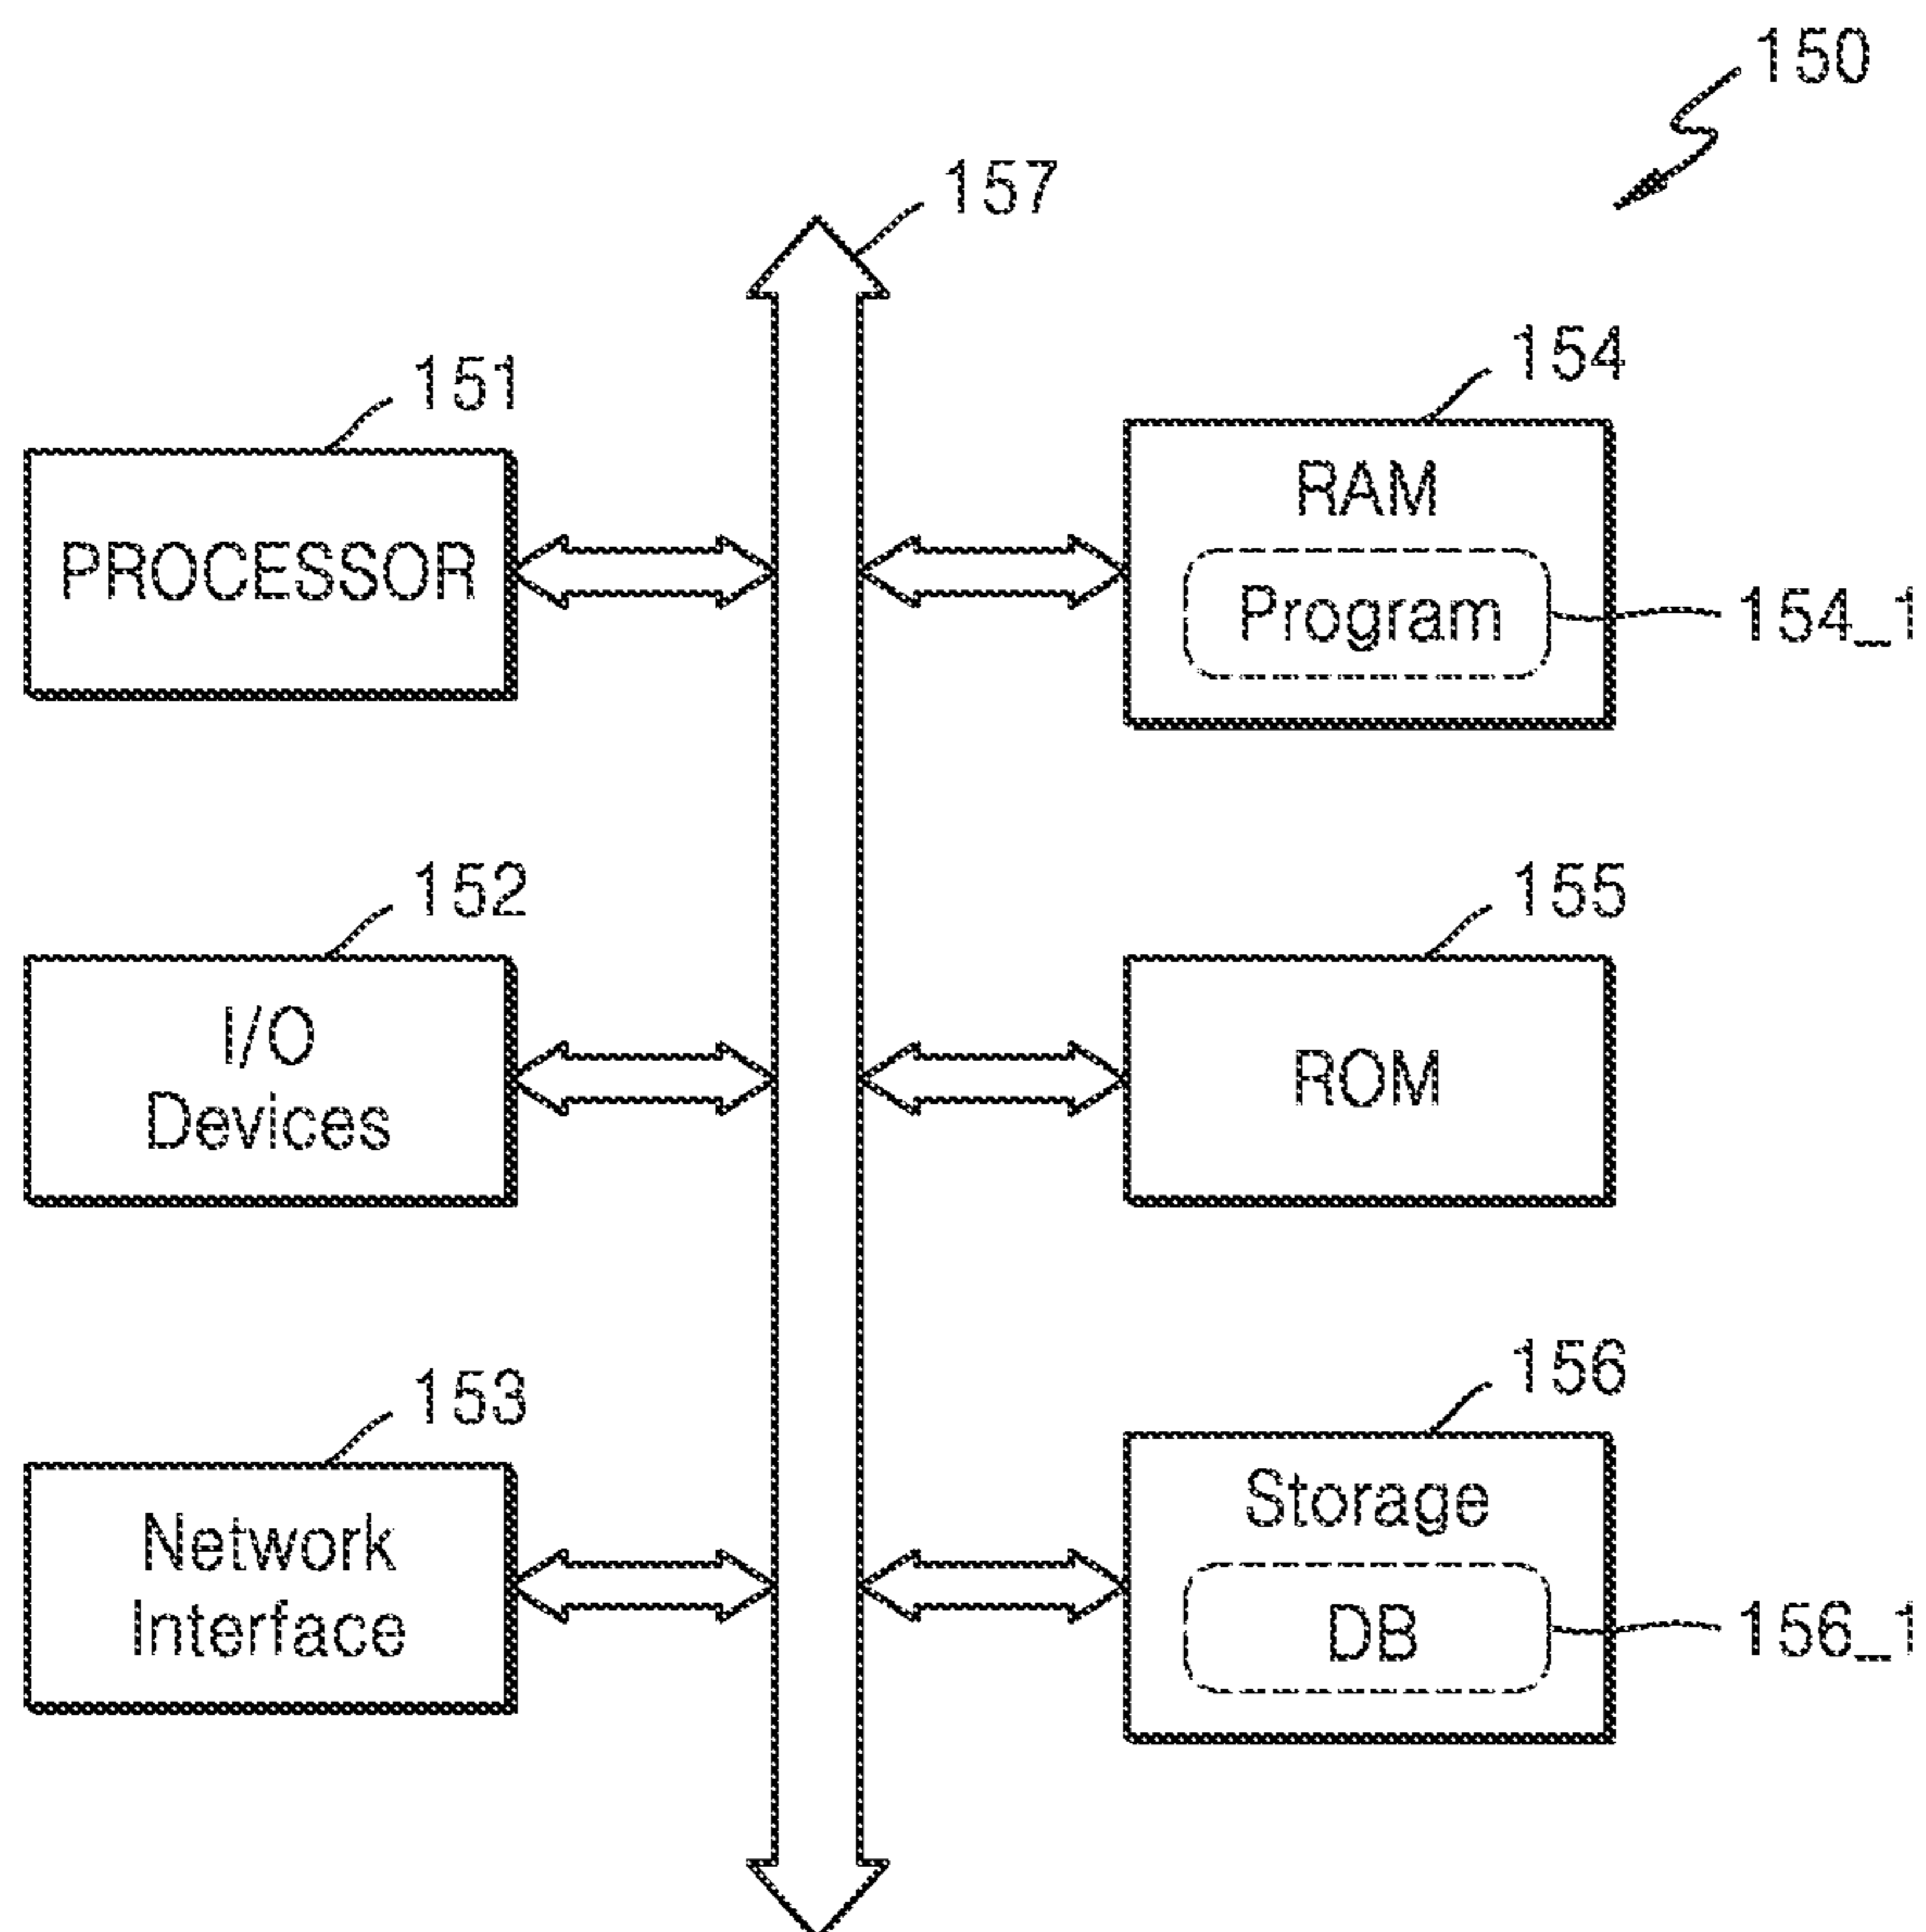 150
157
151
PROCESSOR
154
RAM
Program
154_1
152
I/O
Devices
155
ROM
153
Network
Interface
156
Storage
DB
156_1